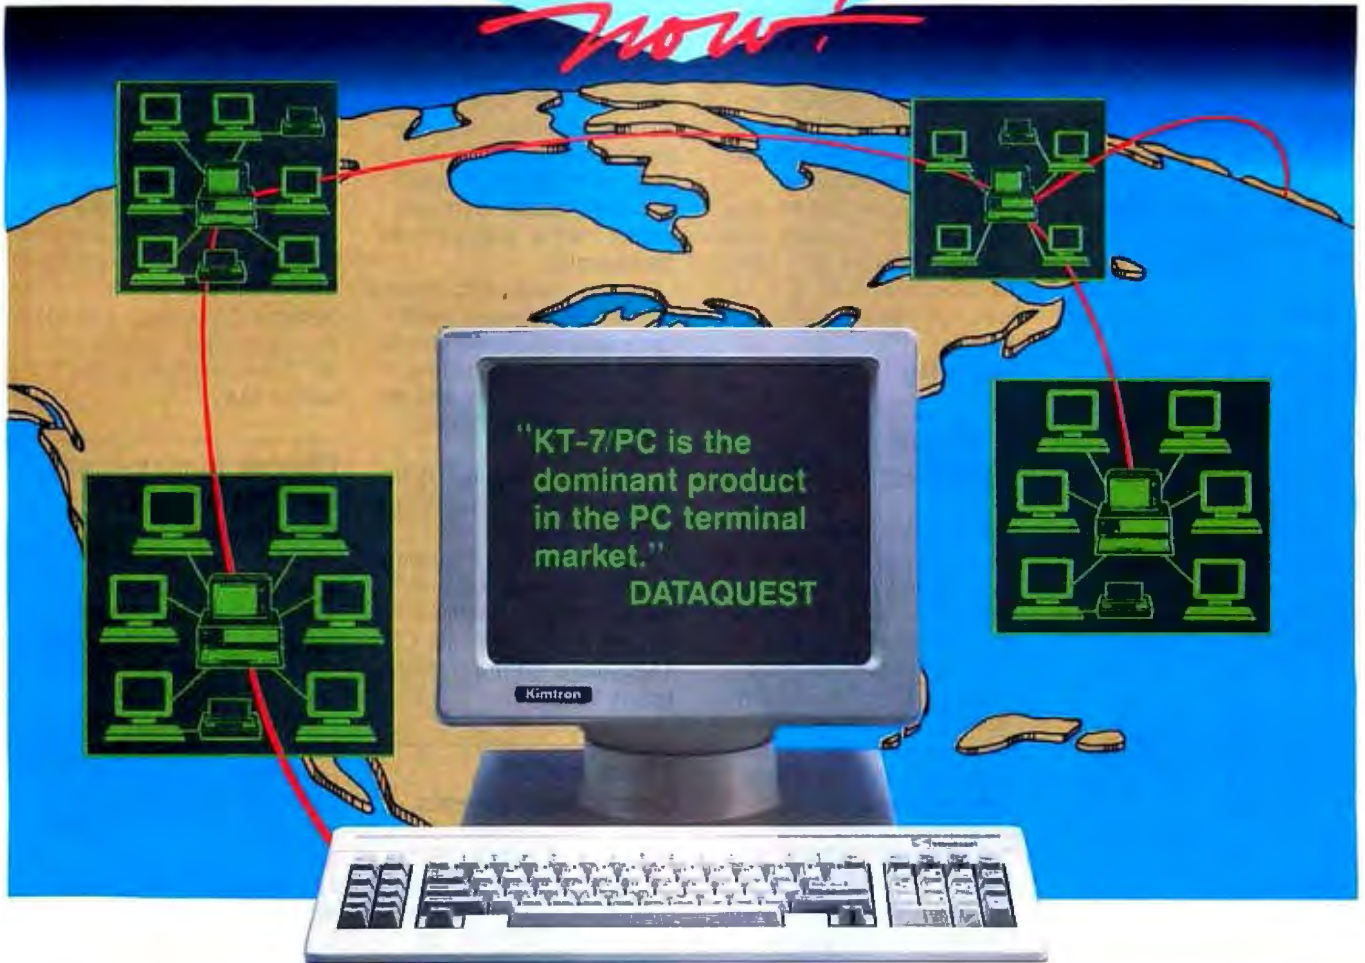 now!
"KT-7/PC is the
dominant product
in the PC terminal
market."
DATAQUEST
Kimtron